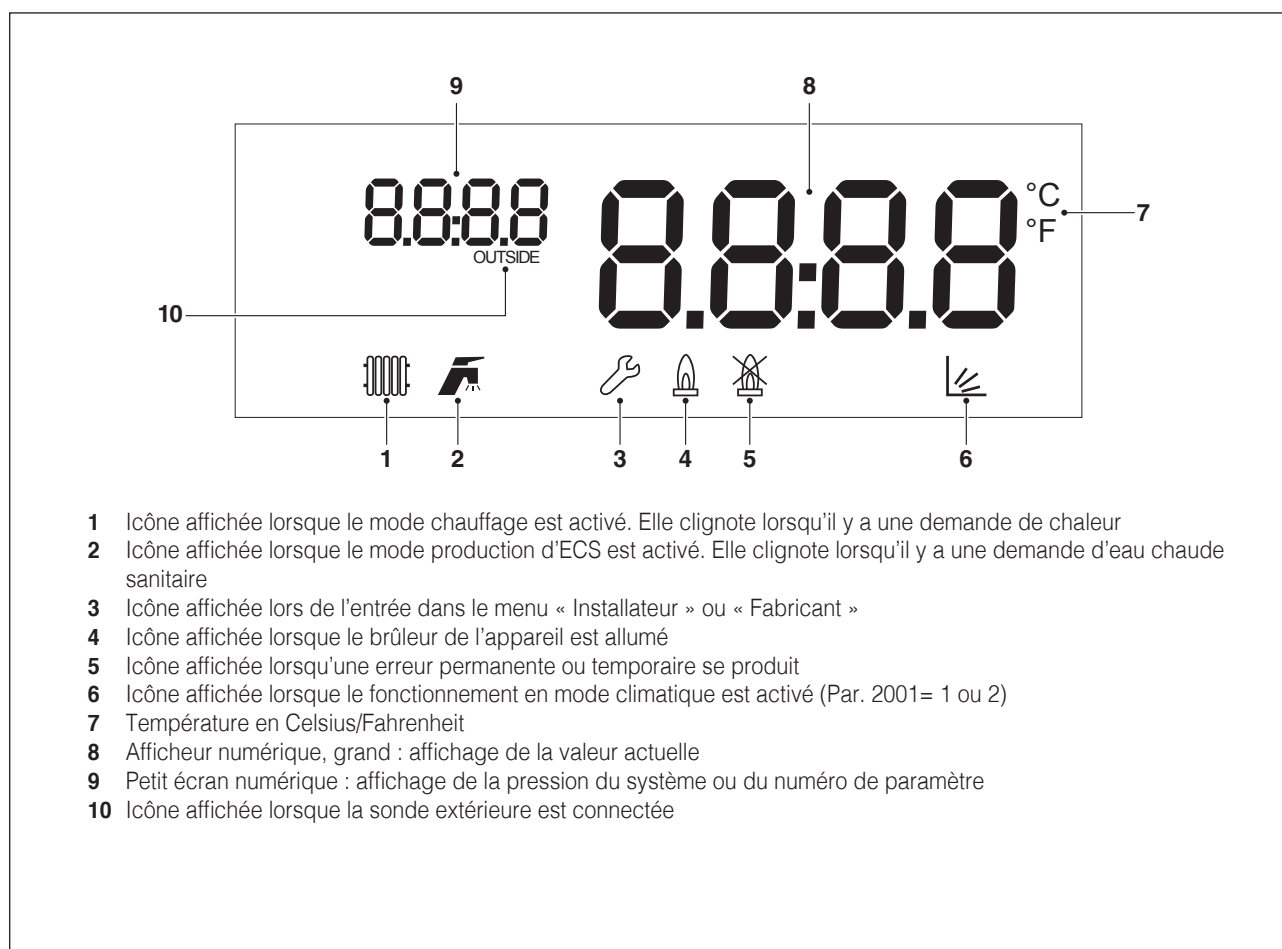 9
8
8.8:8.8
8.8:8.8
°C
°F
7
OUTSIDE
10
1
2
3
4
5
6
1 Icône affichée lorsque le mode chauffage est activé. Elle clignote lorsqu'il y a une demande de chaleur
2 Icône affichée lorsque le mode production d'ECS est activé. Elle clignote lorsqu'il y a une demande d'eau chaude
sanitaire
3 Icône affichée lors de l'entrée dans le menu « Installateur » ou « Fabricant »
4 Icône affichée lorsque le brûleur de l'appareil est allumé
5 Icône affichée lorsqu'une erreur permanente ou temporaire se produit
6 Icône affichée lorsque le fonctionnement en mode climatique est activé (Par. 2001= 1 ou 2)
7 Température en Celsius/Fahrenheit
8 Afficheur numérique, grand : affichage de la valeur actuelle
9 Petit écran numérique : affichage de la pression du système ou du numéro de paramètre
10 Icône affichée lorsque la sonde extérieure est connectée